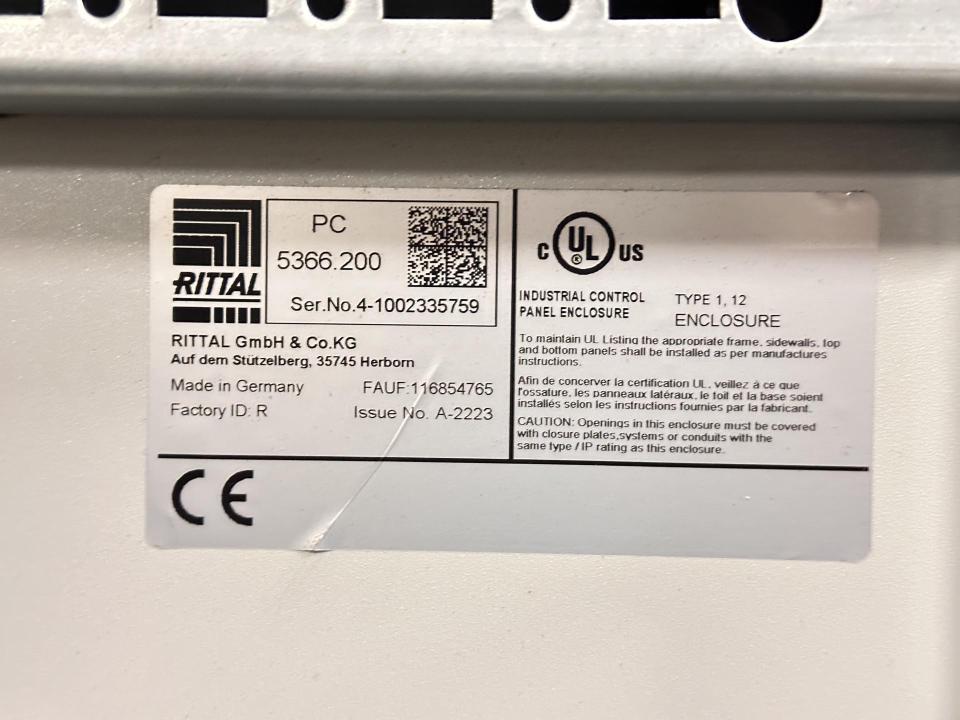 RITTAL
PC
5366.200
Ser.No.4-1002335759
RITTAL GmbH & Co.KG
Auf dem Stützelberg, 35745 Herborn
Made in Germany
FAUF:116854765
Factory ID: R
Issue No. A-2223
CE
C UL US
®
INDUSTRIAL CONTROL
PANEL ENCLOSURE
TYPE 1, 12
ENCLOSURE
To maintain UL Listing the appropriate frame, sidewalls, top
and bottom panels shall be installed as per manufactures
instructions.
Afin de concerver la certification UL, veillez à ce que
l'ossature, les panneaux latéraux, le toit et la base soient
installés selon les instructions fournies par la fabricant.
CAUTION: Openings in this enclosure must be covered
with closure plates,systems or conduits with the
same type / IP rating as this enclosure.